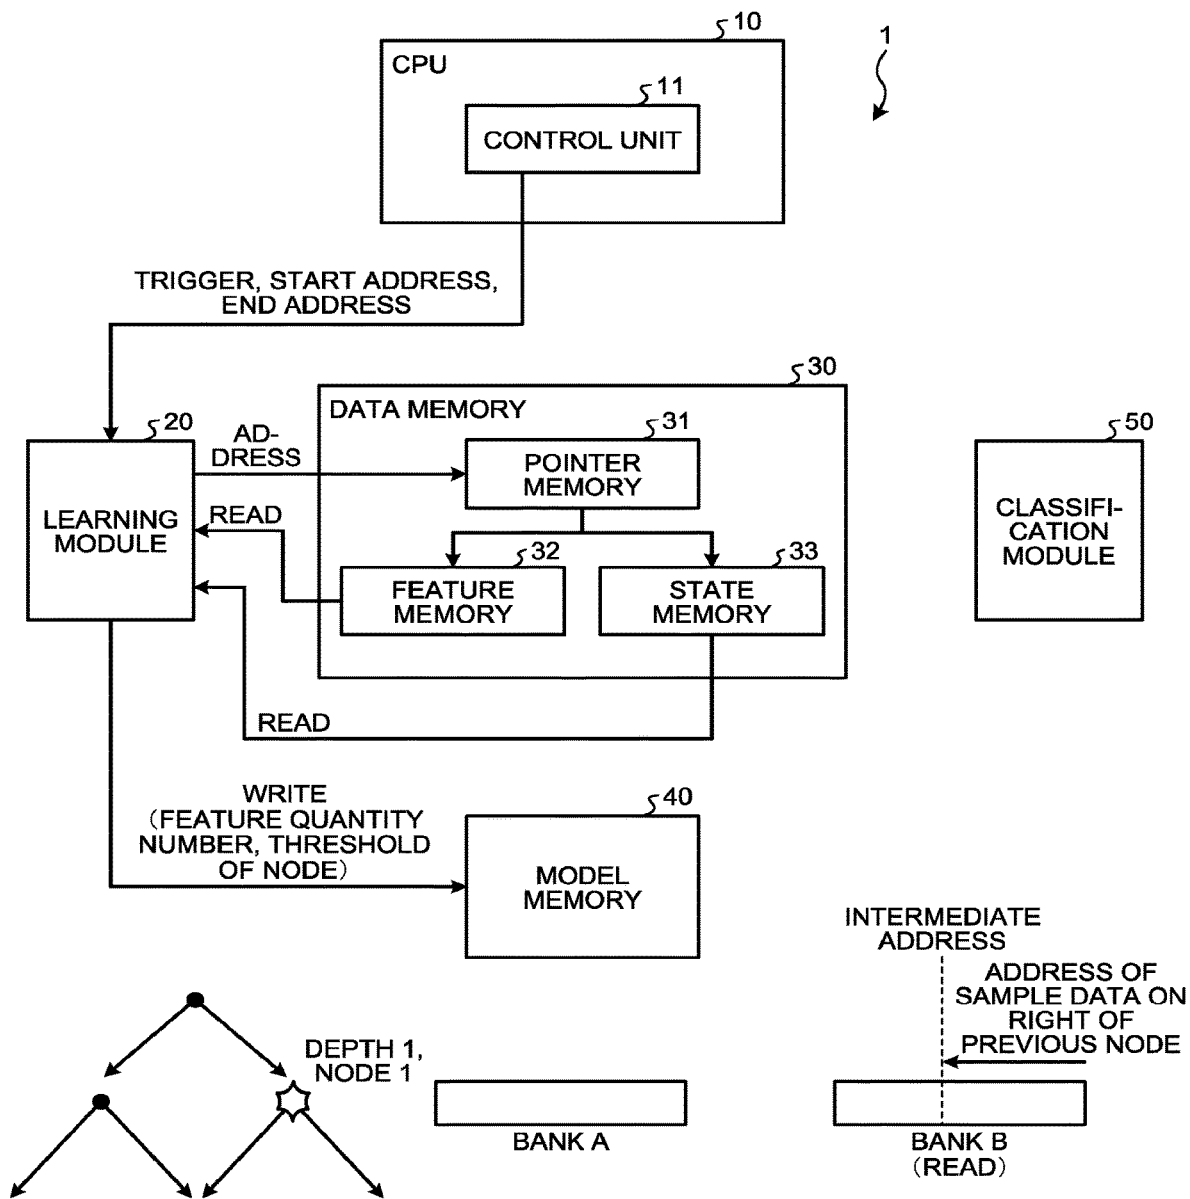 10
1
CPU
11
CONTROL UNIT
TRIGGER, START ADDRESS,
END ADDRESS
30
DATA MEMORY
20
AD-
DRESS
31
POINTER
MEMORY
50
LEARNING
MODULE
READ
CLASSIFI-
CATION
MODULE
32
FEATURE
MEMORY
33
STATE
MEMORY
READ
WRITE
(FEATURE QUANTITY
NUMBER, THRESHOLD
OF NODE)
40
MODEL
MEMORY
INTERMEDIATE
ADDRESS
ADDRESS OF
SAMPLE DATA ON
RIGHT OF
PREVIOUS NODE
DEPTH 1,
NODE 1
BANK A
BANK B
(READ)